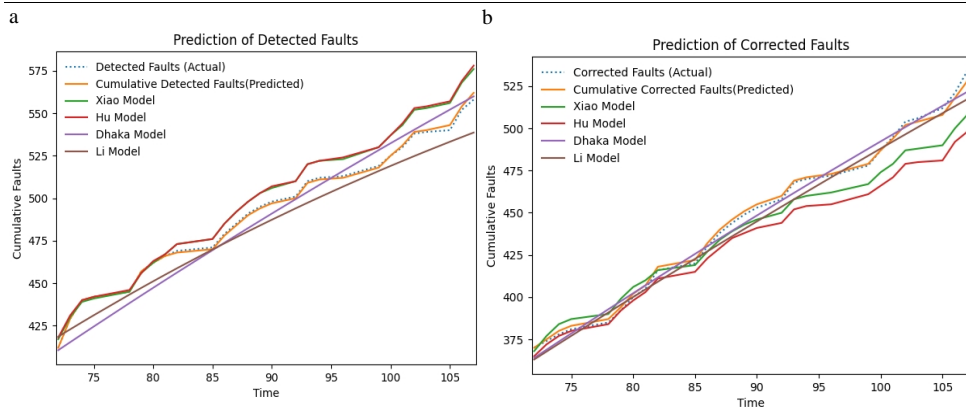 a
Prediction of Detected Faults
Detected Faults (Actual)
Cumulative Detected Faults(Predicted)
Xiao Model
Hu Model
Dhaka Model
Li Model
575
550
525
500
475
450
425
Cumulative Faults
75
80
85
90
95
100
105
Time
b
Prediction of Corrected Faults
Corrected Faults (Actual)
Cumulative Corrected Faults(Predicted)
Xiao Model
Hu Model
Dhaka Model
Li Model
525
500
475
450
425
400
375
Cumulative Faults
75
80
85
90
95
100
105
Time